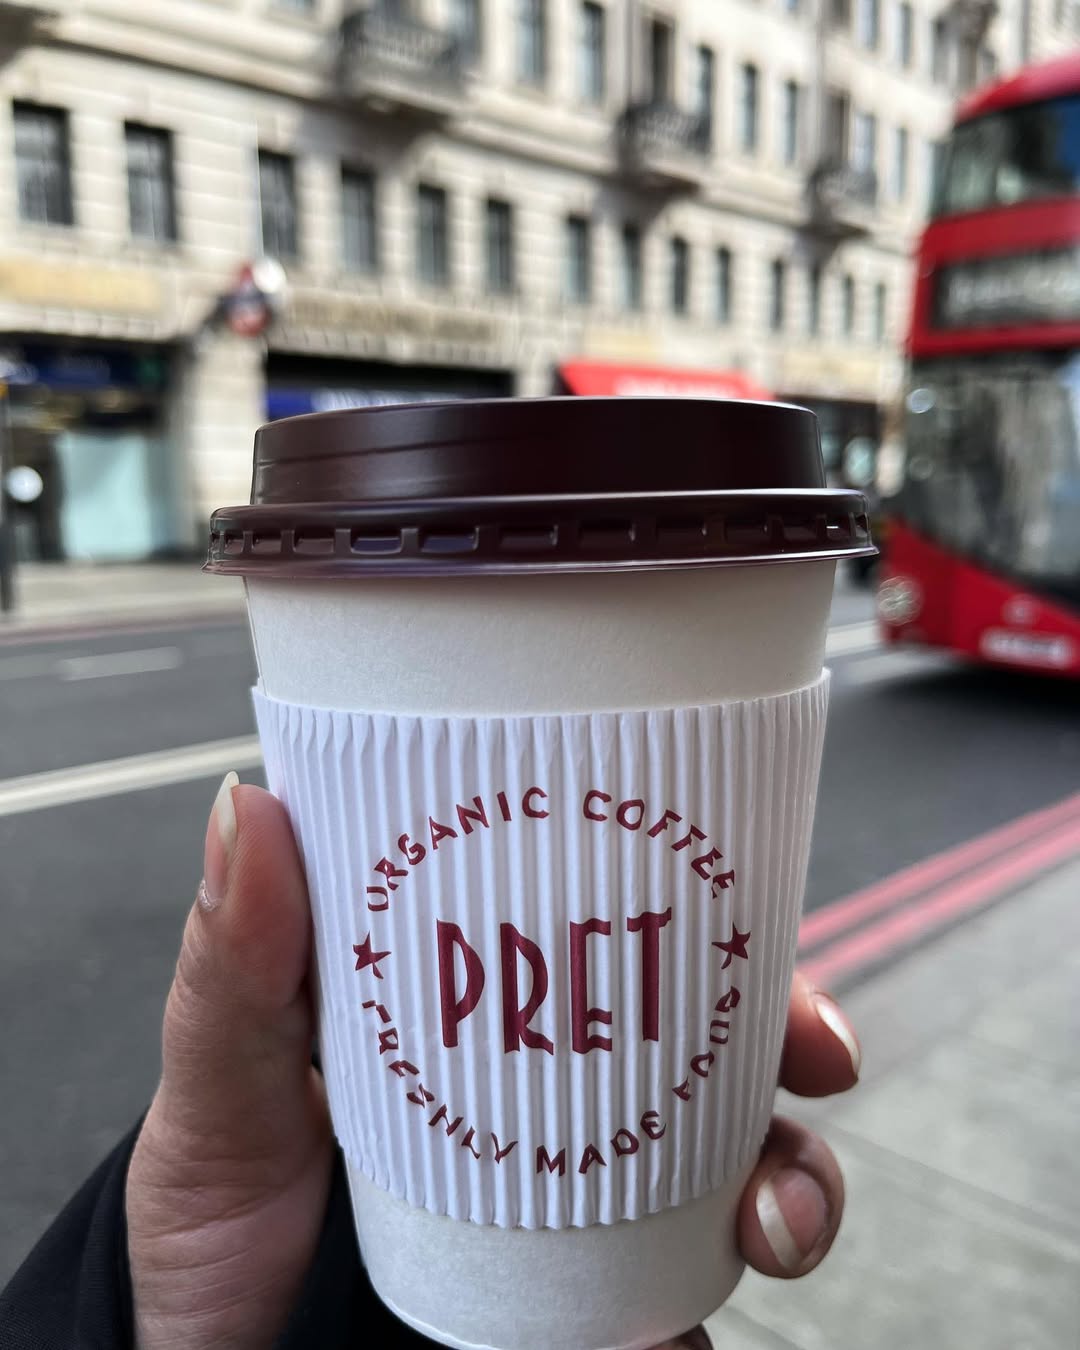 ORGANIC COFFEE
★ PRET ★
FRESHLY MADE FOOD